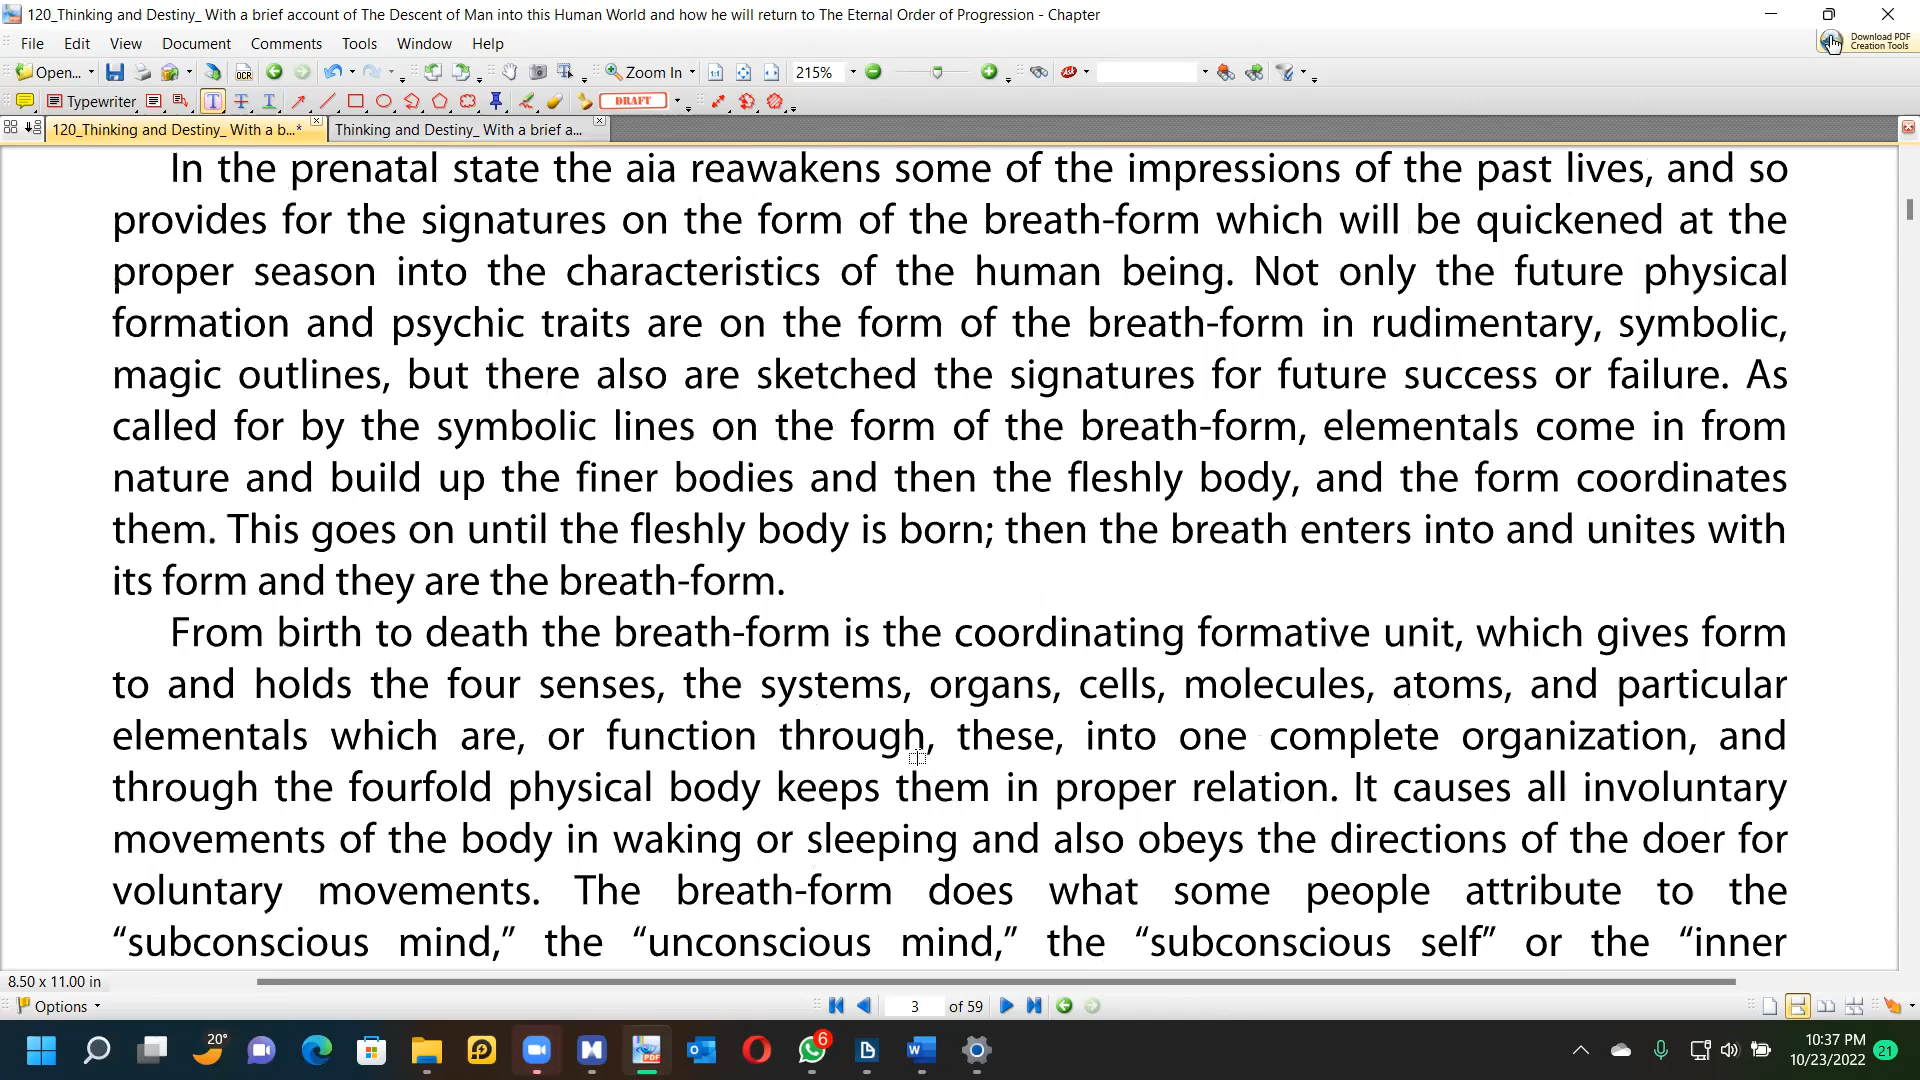 120_Thinking and Destiny_ With a brief account of The Descent of Man into this Human World and how he will return to The Eternal Order of Progression - Chapter
File Edit View Document Comments Tools Window Help
Download PDF
Creation Tools
Open... OCR Zoom In 215%
Typewriter DRAFT
120_Thinking and Destiny_ With a b...* Thinking and Destiny_ With a brief a...
In the prenatal state the aia reawakens some of the impressions of the past lives, and so
provides for the signatures on the form of the breath-form which will be quickened at the
proper season into the characteristics of the human being. Not only the future physical
formation and psychic traits are on the form of the breath-form in rudimentary, symbolic,
magic outlines, but there also are sketched the signatures for future success or failure. As
called for by the symbolic lines on the form of the breath-form, elementals come in from
nature and build up the finer bodies and then the fleshly body, and the form coordinates
them. This goes on until the fleshly body is born; then the breath enters into and unites with
its form and they are the breath-form.
From birth to death the breath-form is the coordinating formative unit, which gives form
to and holds the four senses, the systems, organs, cells, molecules, atoms, and particular
elementals which are, or function through, these, into one complete organization, and
through the fourfold physical body keeps them in proper relation. It causes all involuntary
movements of the body in waking or sleeping and also obeys the directions of the doer for
voluntary movements. The breath-form does what some people attribute to the
“subconscious mind,” the “unconscious mind,” the “subconscious self” or the “inner
8.50 x 11.00 in
Options 3 of 59
20° 6 10:37 PM
10/23/2022 21